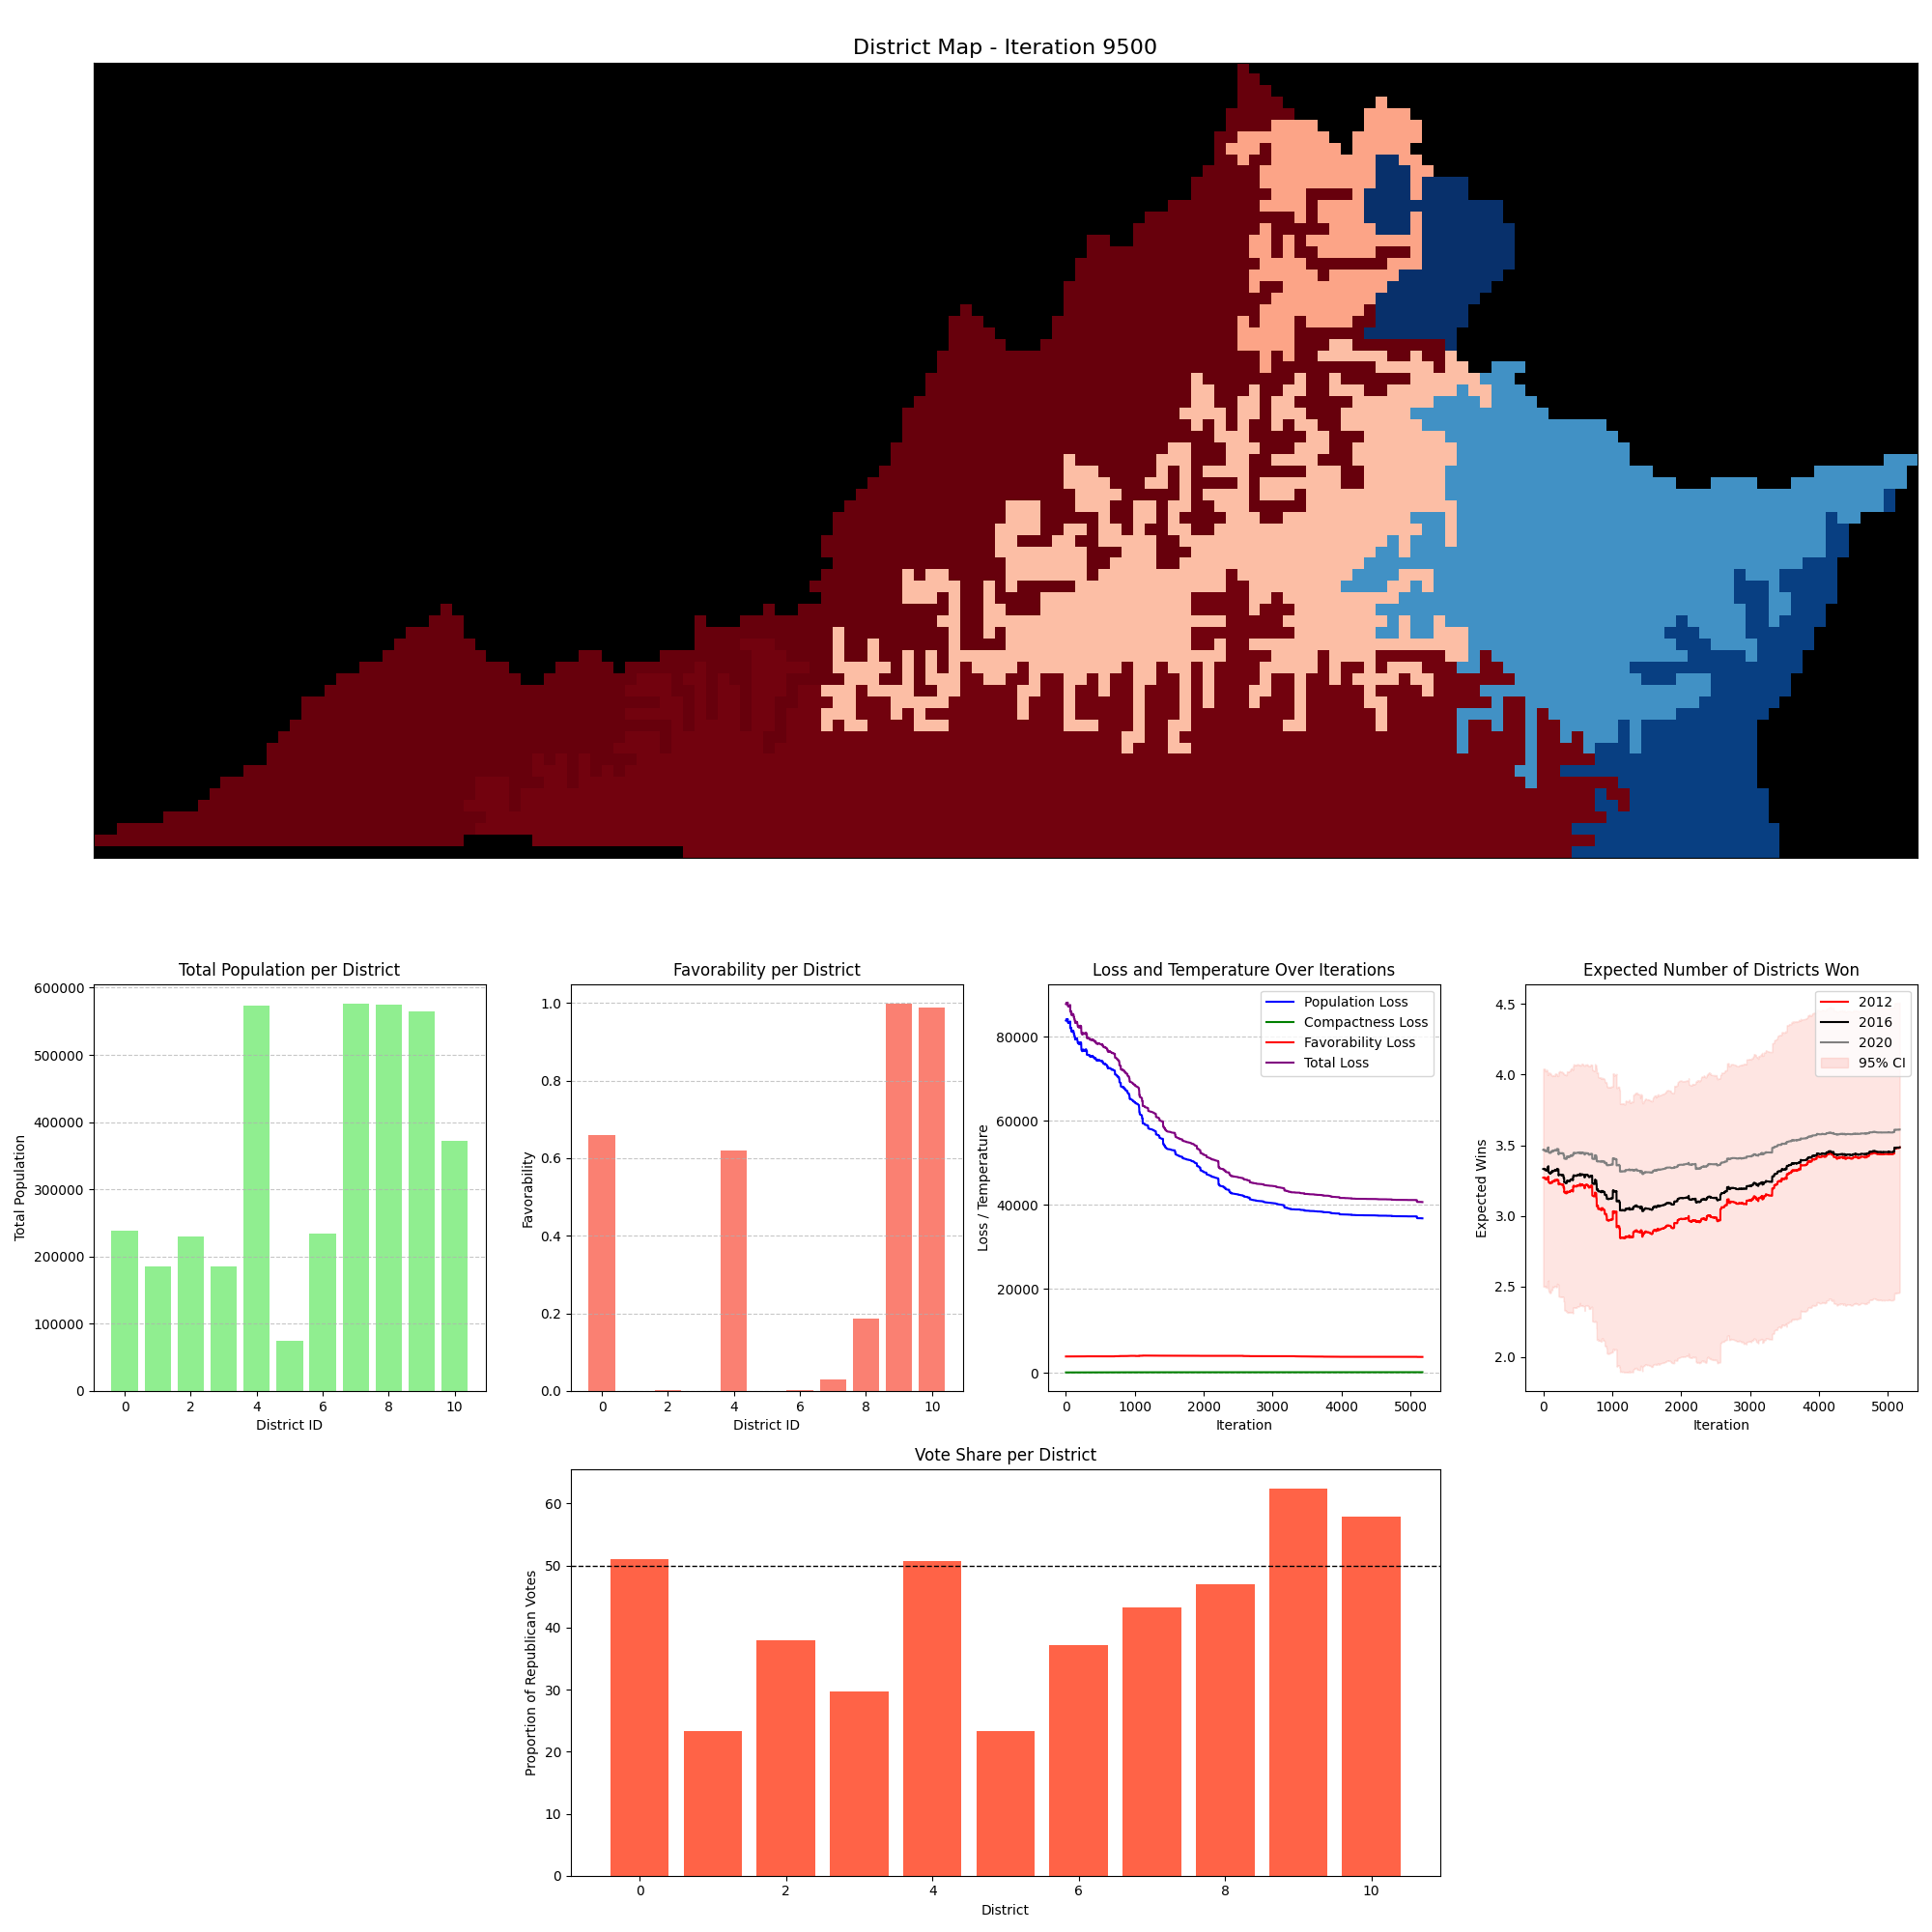 District Map - Iteration 9500
Total Population per District
600000
500000
400000
300000
200000
100000
0
Total Population
0 2 4 6 8 10
District ID
Favorability per District
1.0
0.8
0.6
0.4
0.2
0.0
Favorability
0 2 4 6 8 10
District ID
Loss and Temperature Over Iterations
Population Loss
Compactness Loss
Favorability Loss
Total Loss
80000
60000
40000
20000
0
Loss / Temperature
0 1000 2000 3000 4000 5000
Iteration
Expected Number of Districts Won
2012
2016
2020
95% CI
4.5
4.0
3.5
3.0
2.5
2.0
Expected Wins
0 1000 2000 3000 4000 5000
Iteration
Vote Share per District
60
50
40
30
20
10
0
Proportion of Republican Votes
0 2 4 6 8 10
District